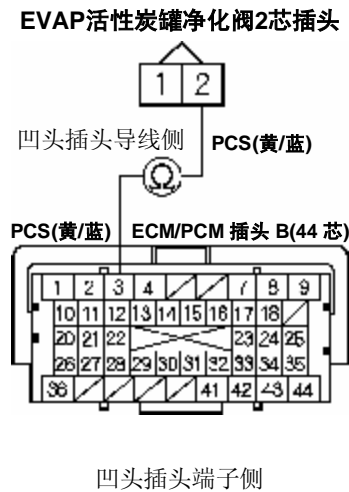 EVAP活性炭罐净化阀2芯插头
1 2
凹头插头导线侧
PCS(黄/蓝)
Ω
PCS(黄/蓝) ECM/PCM 插头 B(44 芯)
1 2 3 4 7 8 9
10 11 12 13 14 15 16 17 18
20 21 22 23 24 25
26 27 28 29 30 31 32 33 34 35
36 41 42 43 44
凹头插头端子侧